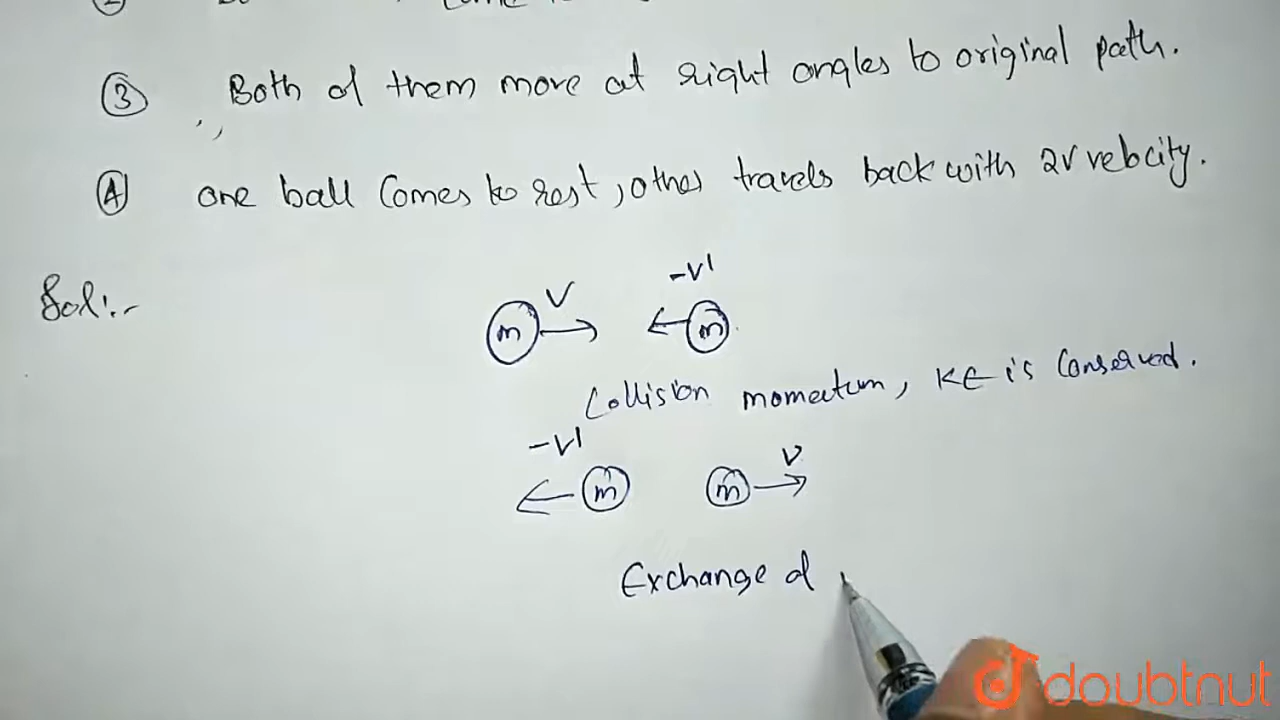 ③ Both of them move at right angles to original path.
④ one ball comes to rest, other travels back with 2v velocity.
Sol:-
V -V'
m m
Collision momentum, KE is conserved.
-V' V
m m
Exchange of
doubtnut